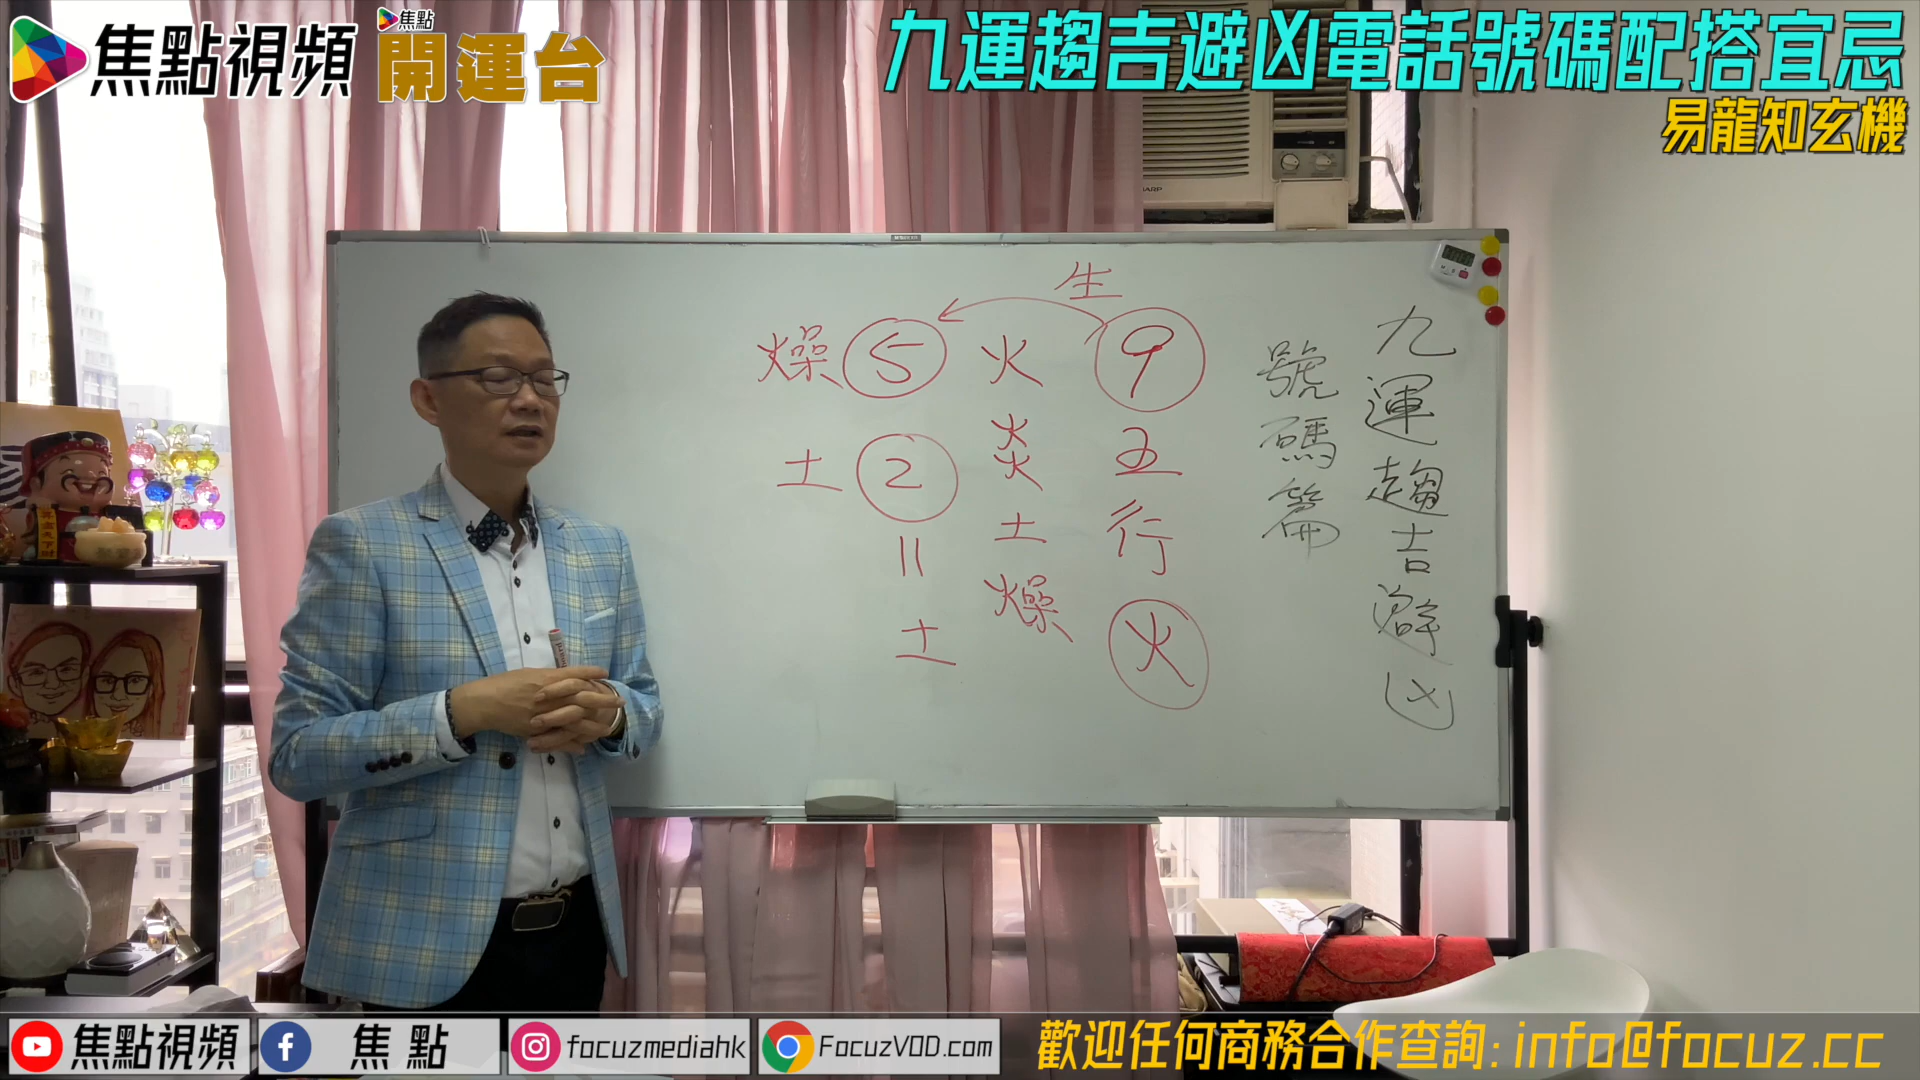 焦點視頻
焦點
開運台
九運趨吉避凶電話號碼配搭宜忌
易龍知玄機
SHARP
九運趨吉避凶
號碼篇
生
9 五行 火
火 炎 土 燥
5 2 = 土
燥 土
焦點視頻
焦點
focuzmediahk
FocuzVOD.com
歡迎任何商務合作查詢: info@focuz.cc